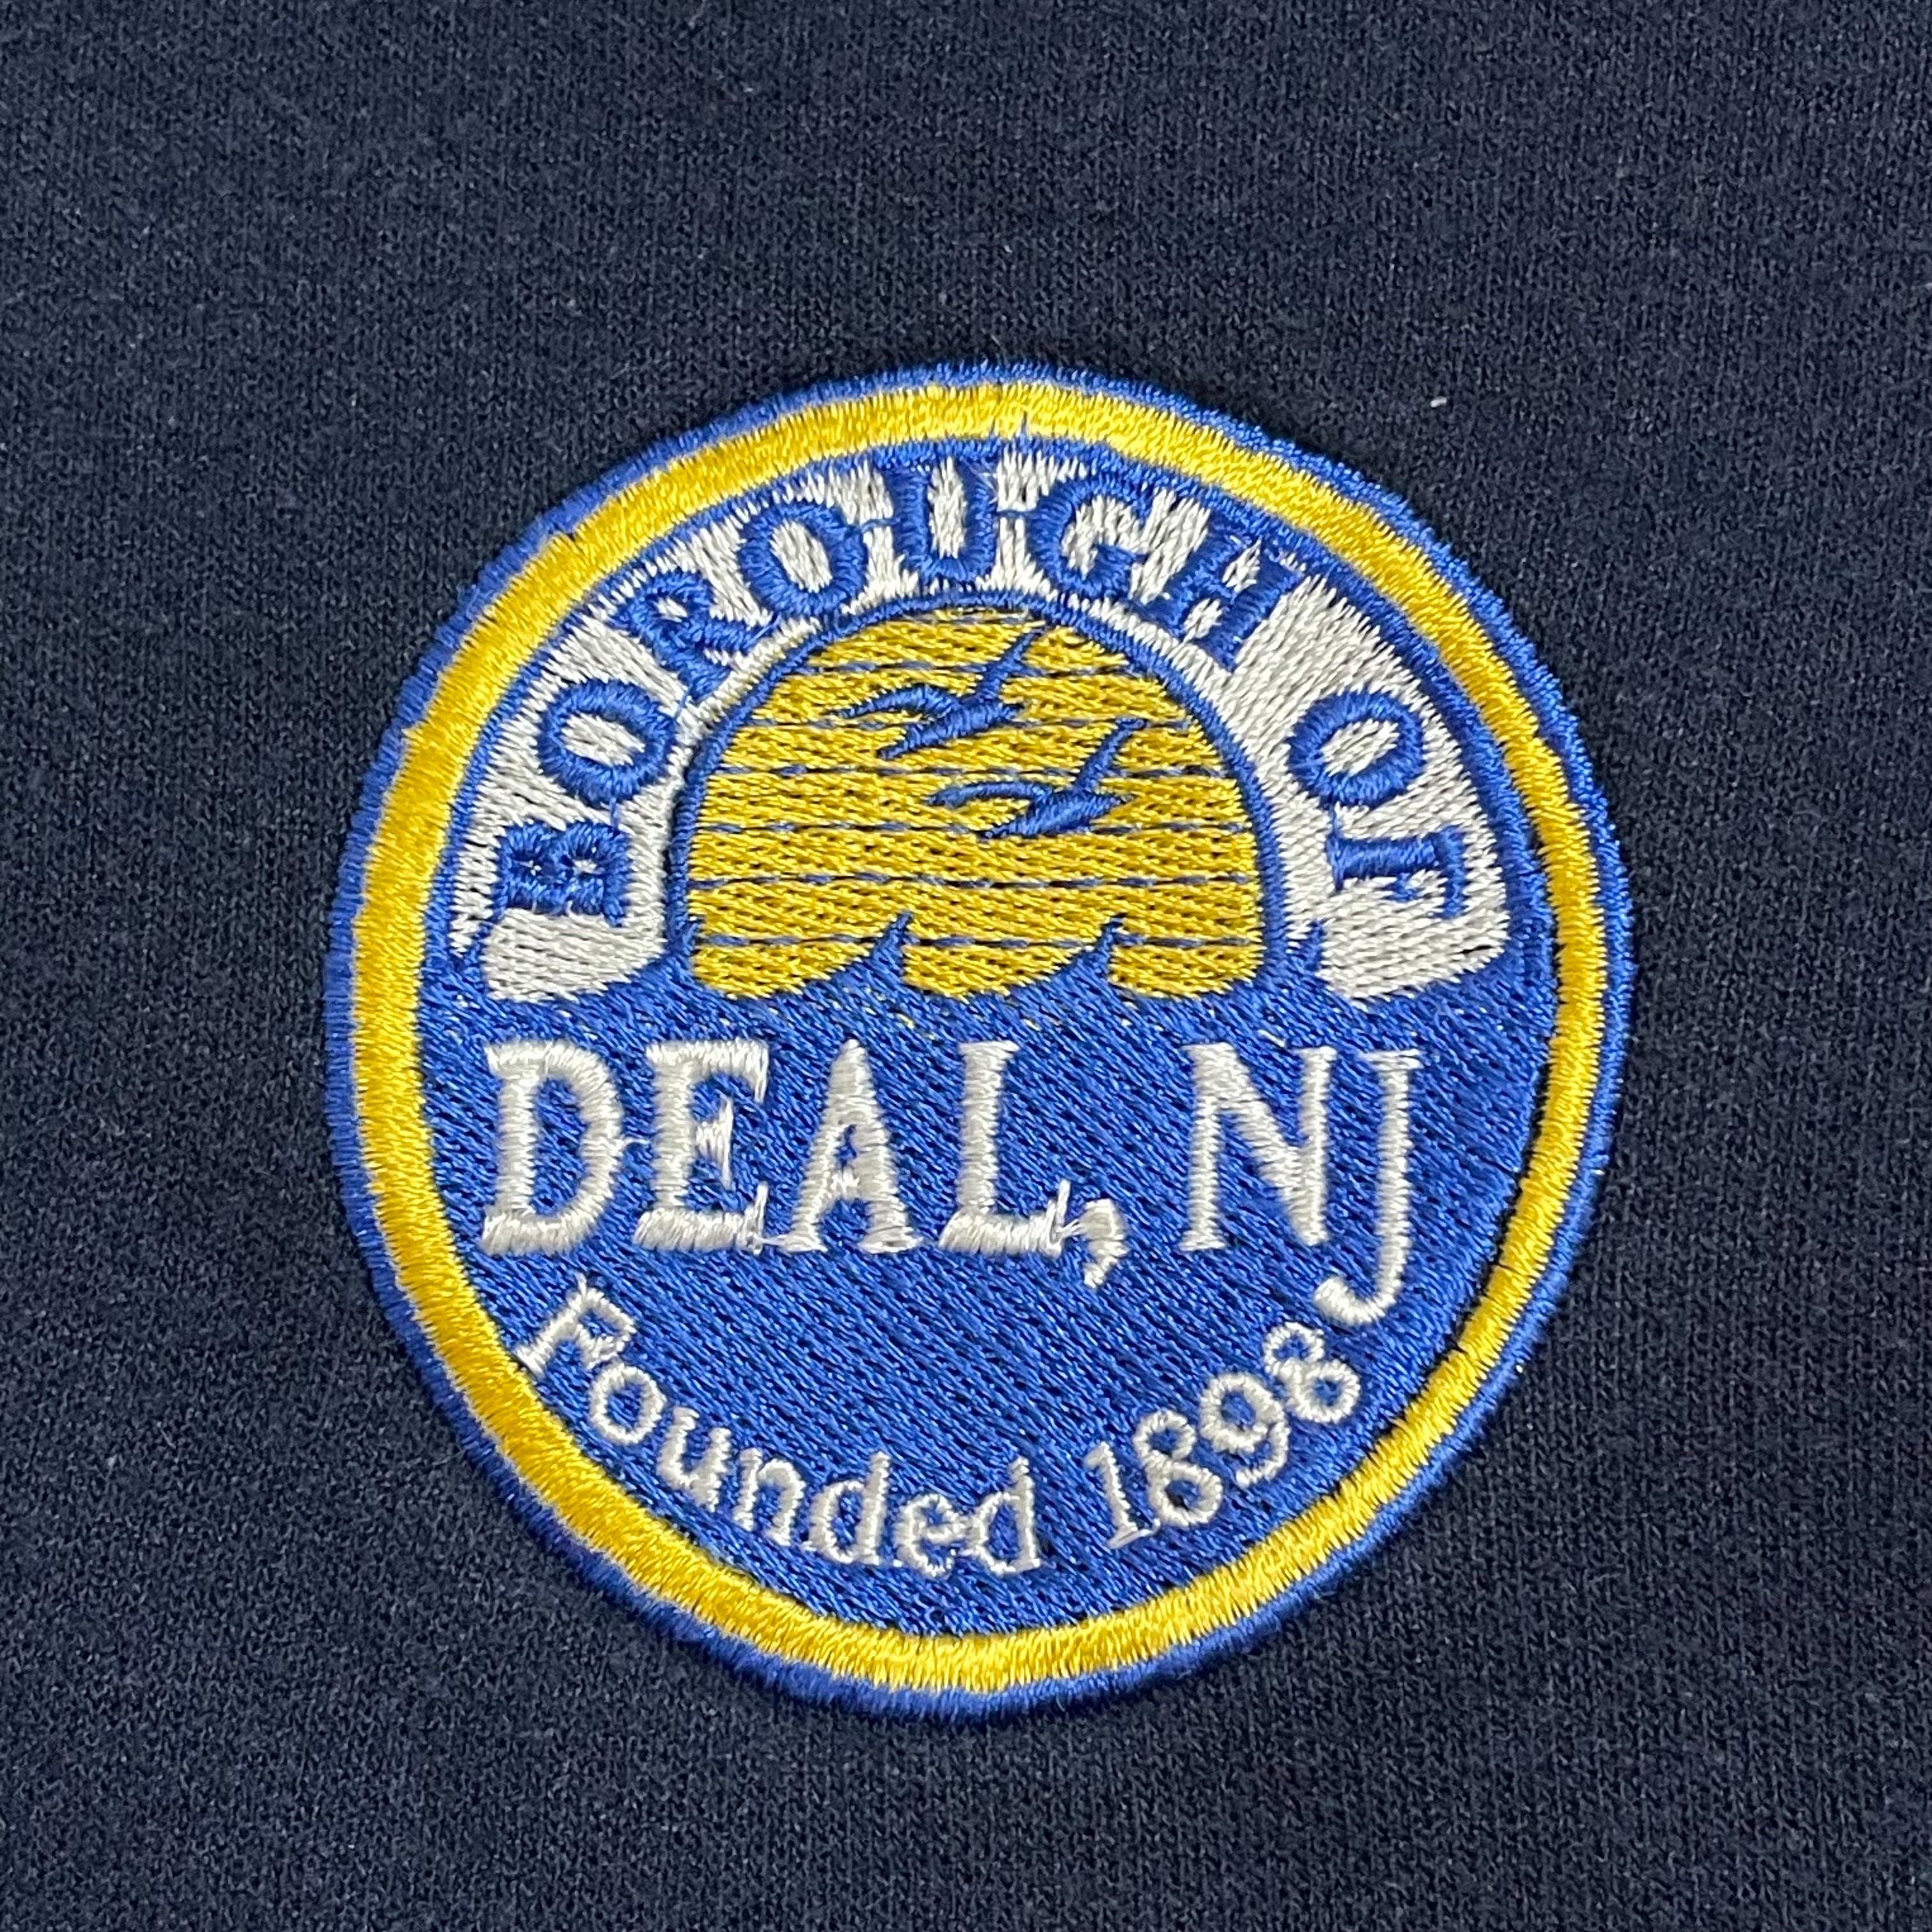 BOROUGH OF
DEAL, NJ
Founded 1898